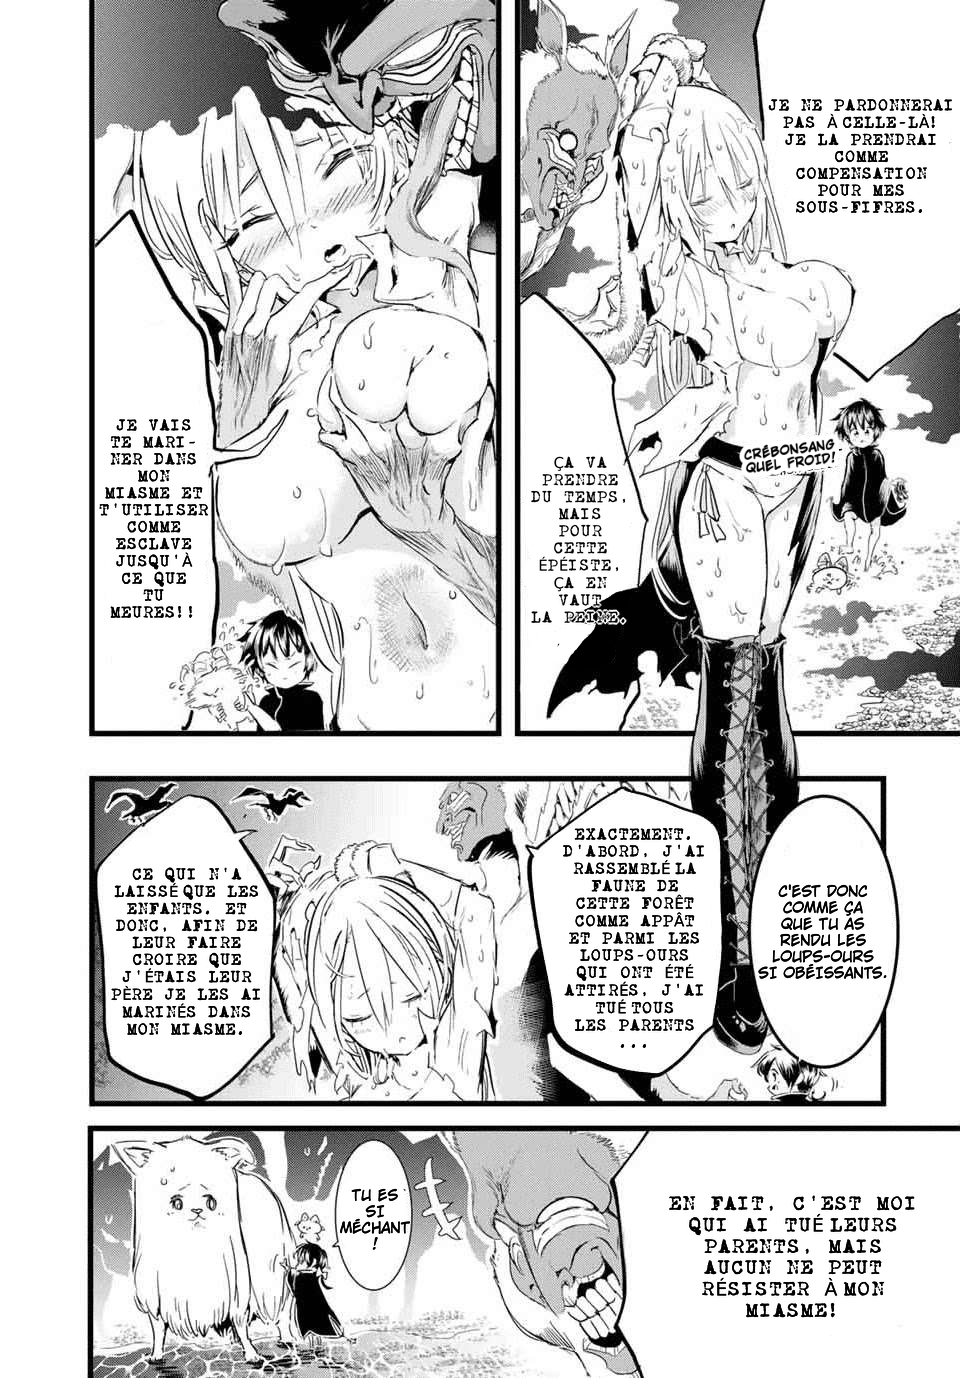 JE NE PARDONNERAI
PAS À CELLE-LÀ!
JE LA PRENDRAI
COMME
COMPENSATION
POUR MES
SOUS-FIFRES.
CRÉBONSANG
QUEL FROID!
ÇA VA
PRENDRE
DU TEMPS,
MAIS
POUR
CETTE
ÉPÉISTE,
ÇA EN
VAUT
LA PEINE.
JE VAIS
TE MARI-
NER DANS
MON
MIASME ET
T'UTILISER
COMME
ESCLAVE
JUSQU'À
CE QUE
TU
MEURES!!
C'EST DONC
COMME ÇA
QUE TU AS
RENDU LES
LOUPS-OURS
SI OBÉISSANTS.
EXACTEMENT.
D'ABORD, J'AI
RASSEMBLÉ LA
FAUNE DE
CETTE FORÊT
COMME APPÂT
ET PARMI LES
LOUPS-OURS
QUI ONT ÉTÉ
ATTIRÉS, J'AI
TUÉ TOUS
LES PARENTS
...
CE QUI N'A
LAISSÉ QUE LES
ENFANTS. ET
DONC, AFIN DE
LEUR FAIRE
CROIRE QUE
J'ÉTAIS LEUR
PÈRE JE LES AI
MARINÉS DANS
MON MIASME.
EN FAIT, C'EST MOI
QUI AI TUÉ LEURS
PARENTS, MAIS
AUCUN NE PEUT
RÉSISTER À MON
MIASME!
TU ES
SI
MÉCHANT
!